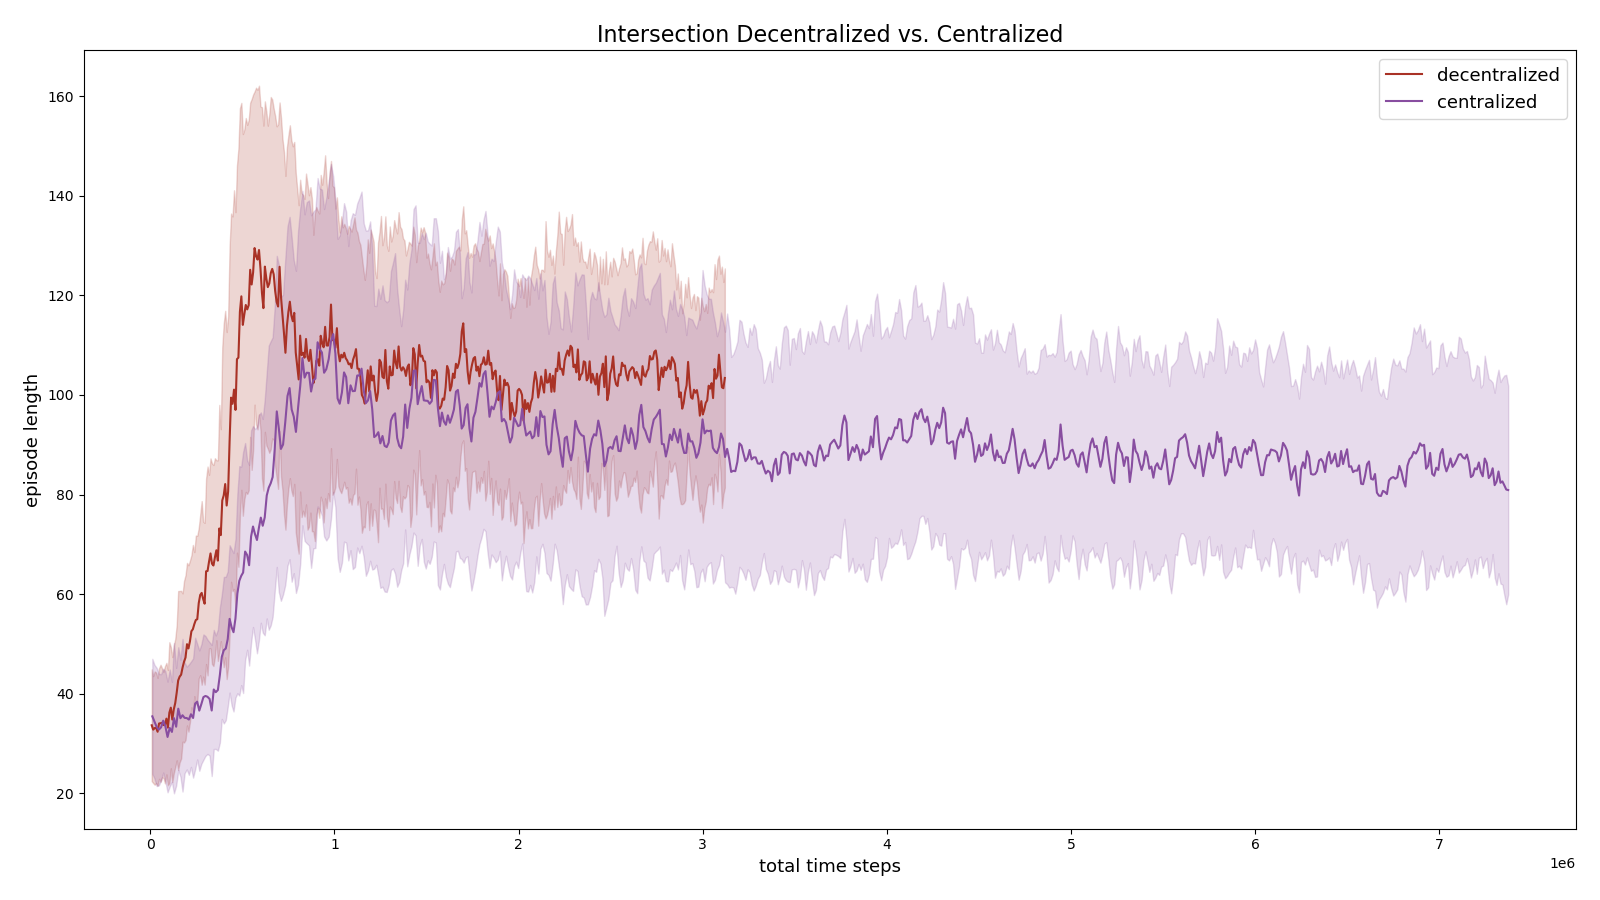 Intersection Decentralized vs. Centralized
decentralized
centralized
160
140
120
100
80
60
40
20
episode length
0 1 2 3 4 5 6 7
1e6
total time steps